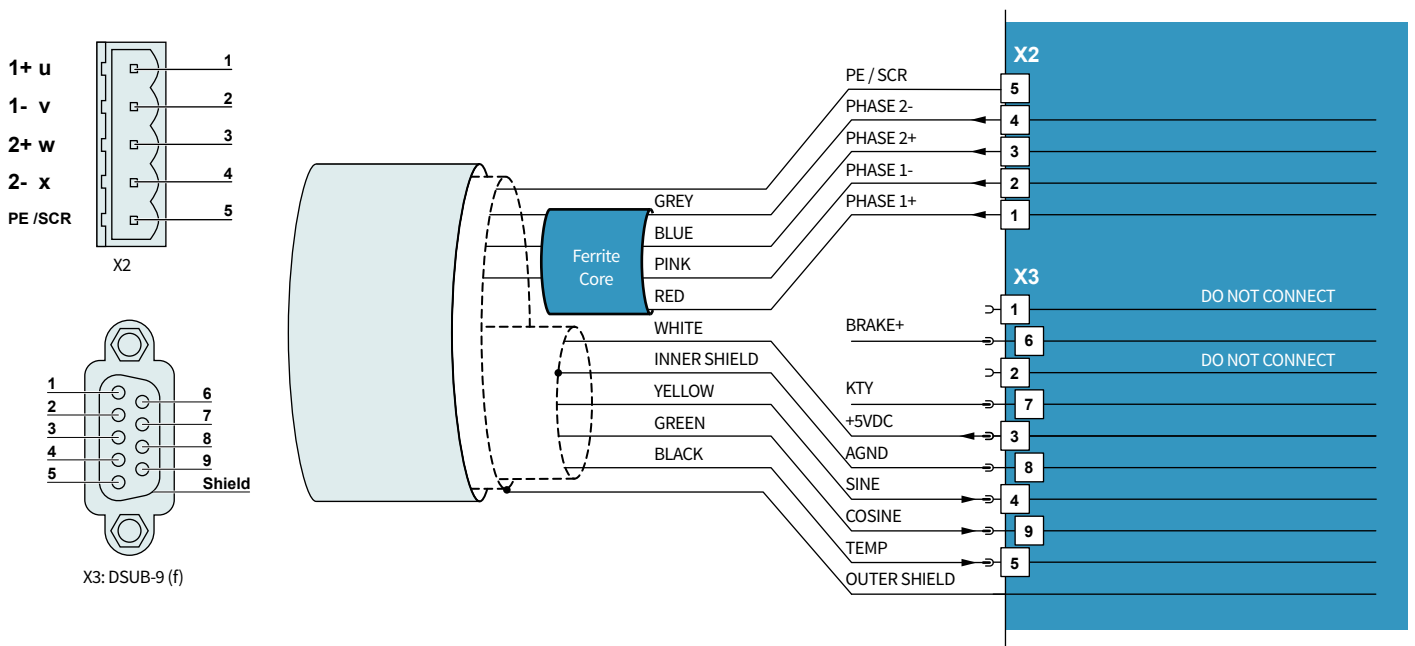 1+ u
1
1- v
2
2+ w
3
2- x
4
PE /SCR
5
X2
1
2
3
4
5
6
7
8
9
Shield
X3: DSUB-9 (f)
Ferrite
Core
GREY
BLUE
PINK
RED
WHITE
INNER SHIELD
YELLOW
GREEN
BLACK
PE / SCR
PHASE 2-
PHASE 2+
PHASE 1-
PHASE 1+
BRAKE+
KTY
+5VDC
AGND
SINE
COSINE
TEMP
OUTER SHIELD
X2
5
4
3
2
1
X3
1
DO NOT CONNECT
6
2
DO NOT CONNECT
7
3
8
4
9
5